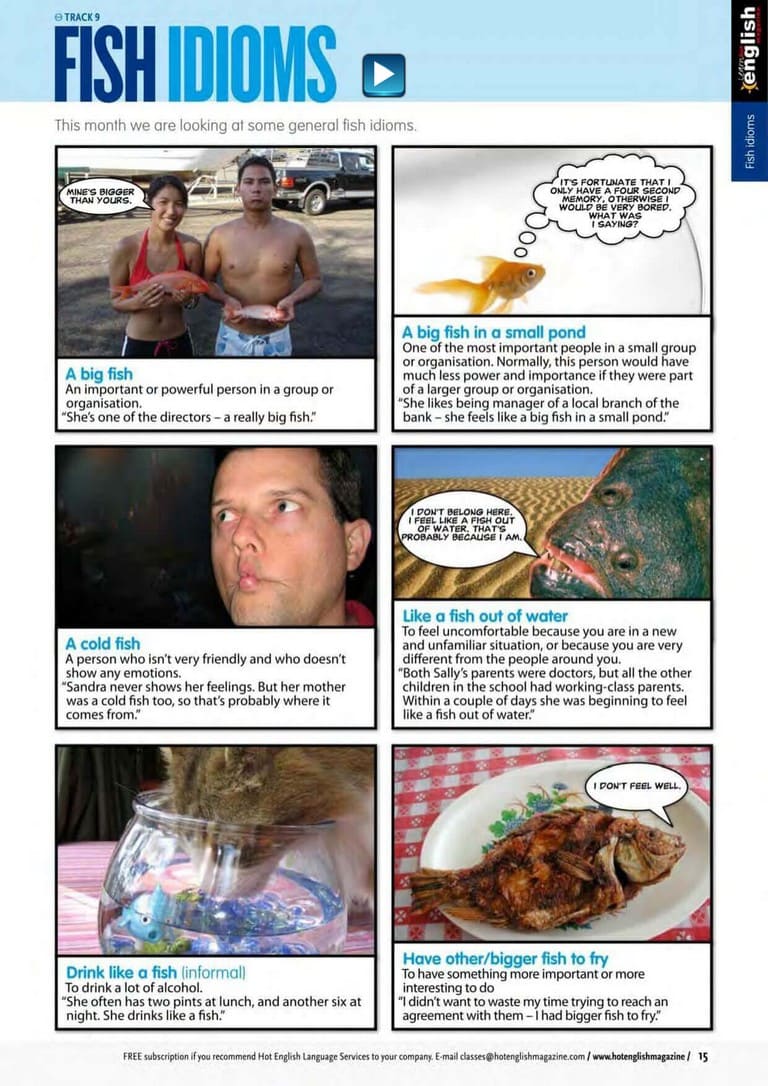 TRACK 9
FISH IDIOMS
This month we are looking at some general fish idioms.
Learn hot
english
magazine
Fish idioms
MINE'S BIGGER
THAN YOURS.
A big fish
An important or powerful person in a group or
organisation.
“She’s one of the directors – a really big fish.”
IT'S FORTUNATE THAT I
ONLY HAVE A FOUR SECOND
MEMORY, OTHERWISE I
WOULD BE VERY BORED.
WHAT WAS
I SAYING?
A big fish in a small pond
One of the most important people in a small group
or organisation. Normally, this person would have
much less power and importance if they were part
of a larger group or organisation.
“She likes being manager of a local branch of the
bank – she feels like a big fish in a small pond.”
A cold fish
A person who isn’t very friendly and who doesn’t
show any emotions.
“Sandra never shows her feelings. But her mother
was a cold fish too, so that’s probably where it
comes from.”
I DON'T BELONG HERE.
I FEEL LIKE A FISH OUT
OF WATER. THAT'S
PROBABLY BECAUSE I AM.
Like a fish out of water
To feel uncomfortable because you are in a new
and unfamiliar situation, or because you are very
different from the people around you.
“Both Sally’s parents were doctors, but all the other
children in the school had working-class parents.
Within a couple of days she was beginning to feel
like a fish out of water.”
Drink like a fish (informal)
To drink a lot of alcohol.
“She often has two pints at lunch, and another six at
night. She drinks like a fish.”
I DON'T FEEL WELL.
Have other/bigger fish to fry
To have something more important or more
interesting to do
“I didn’t want to waste my time trying to reach an
agreement with them – I had bigger fish to fry.”
FREE subscription if you recommend Hot English Language Services to your company. E-mail classes@hotenglishmagazine.com / www.hotenglishmagazine / 15